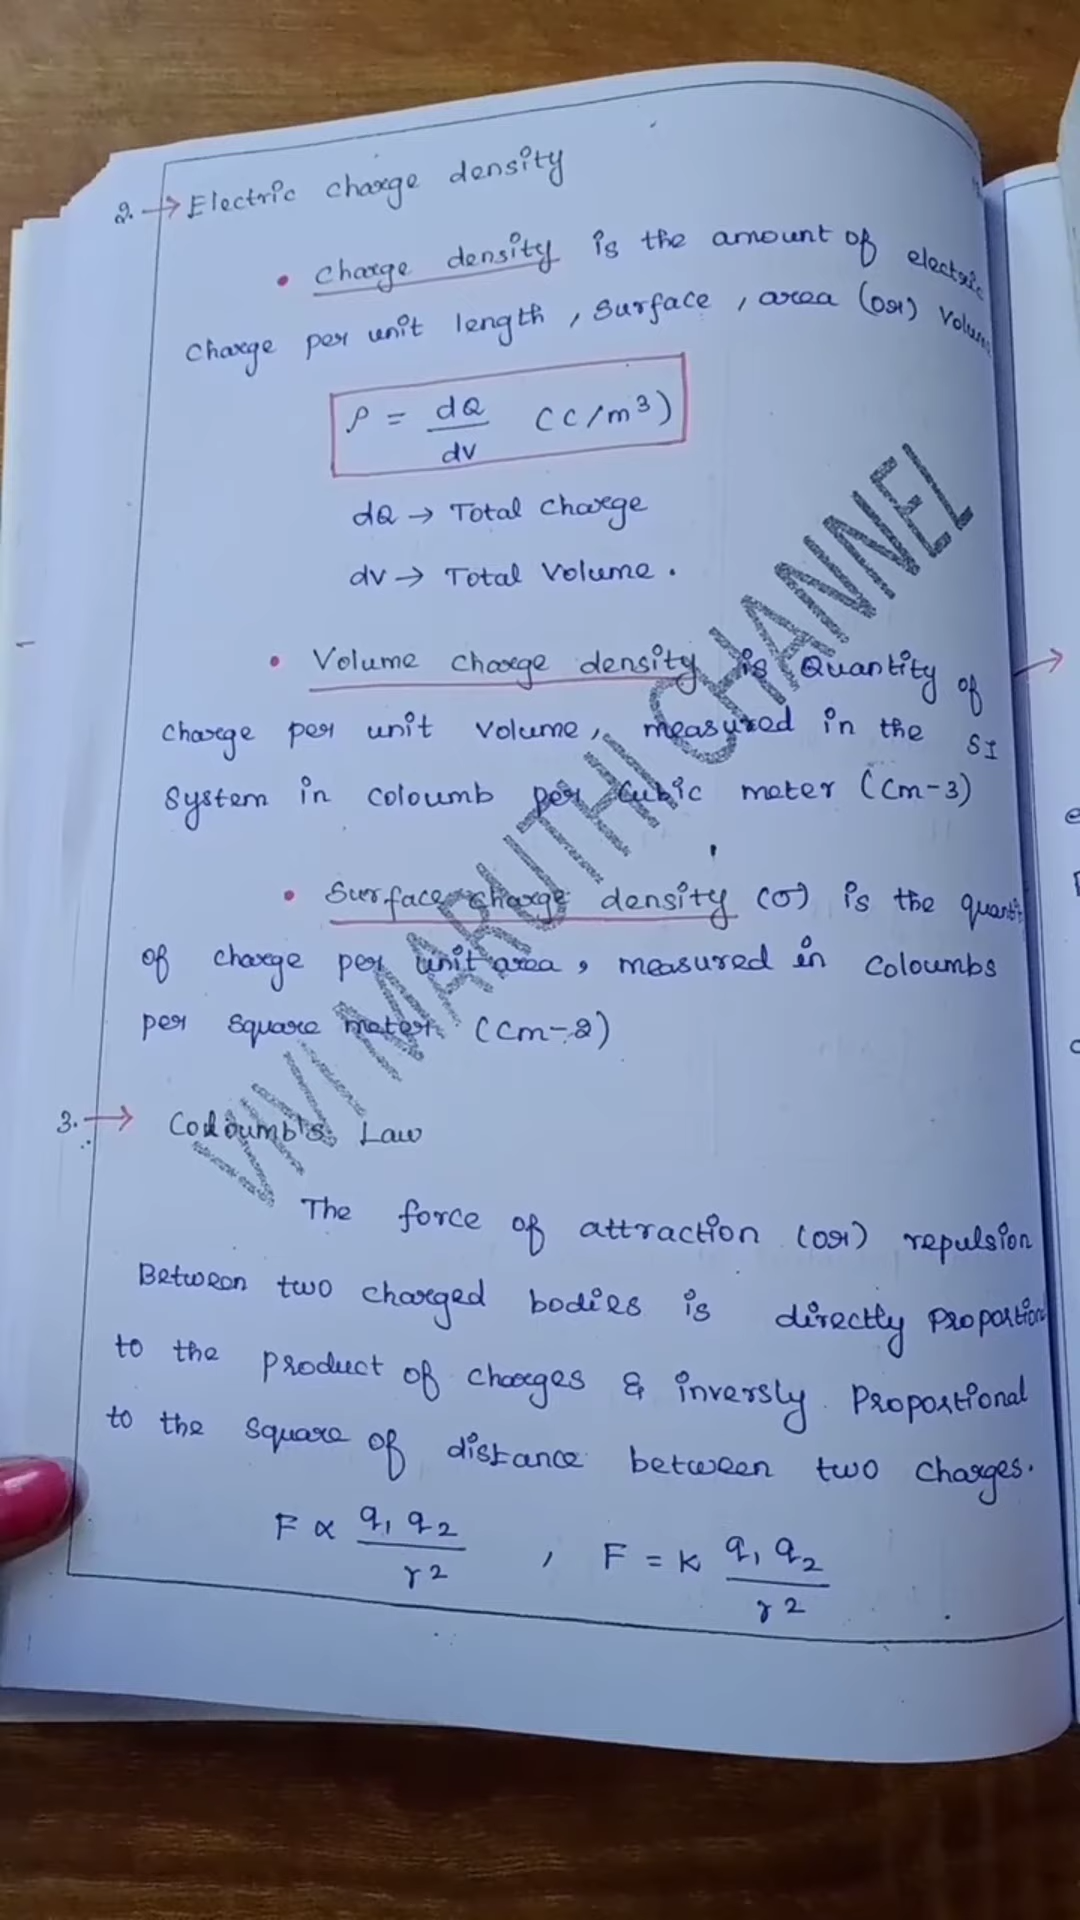 2. → Electric charge density
• Charge density is the amount of electric
charge per unit length, surface, area (or) Volum
ρ = dQ/dv (C/m³)
dQ → Total charge
dv → Total Volume.
• Volume charge density is Quantity of
charge per unit volume, measured in the SI
System in coloumb per Cubic meter (Cm-3)
• Surface charge density (σ) is the quanti
of charge per unit area, measured in Coloumbs
per square meter (Cm-2)
3. → Coloumb's Law
The force of attraction (or) repulsion
Between two charged bodies is directly proportion
to the product of charges & inversly Proportional
to the square of distance between two charges.
F ∝ q₁ q₂/r² , F = K q₁ q₂/r²
VIVI MARUTHI CHANNEL